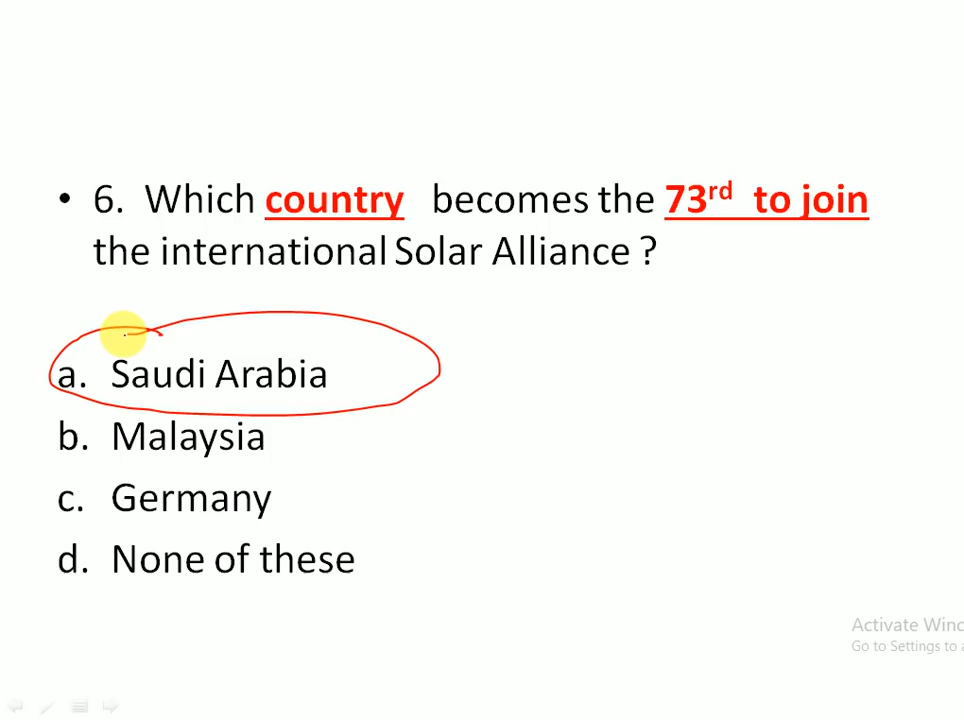 • 6. Which country becomes the 73rd to join
the international Solar Alliance ?
a. Saudi Arabia
b. Malaysia
c. Germany
d. None of these
Activate Winc
Go to Settings to a